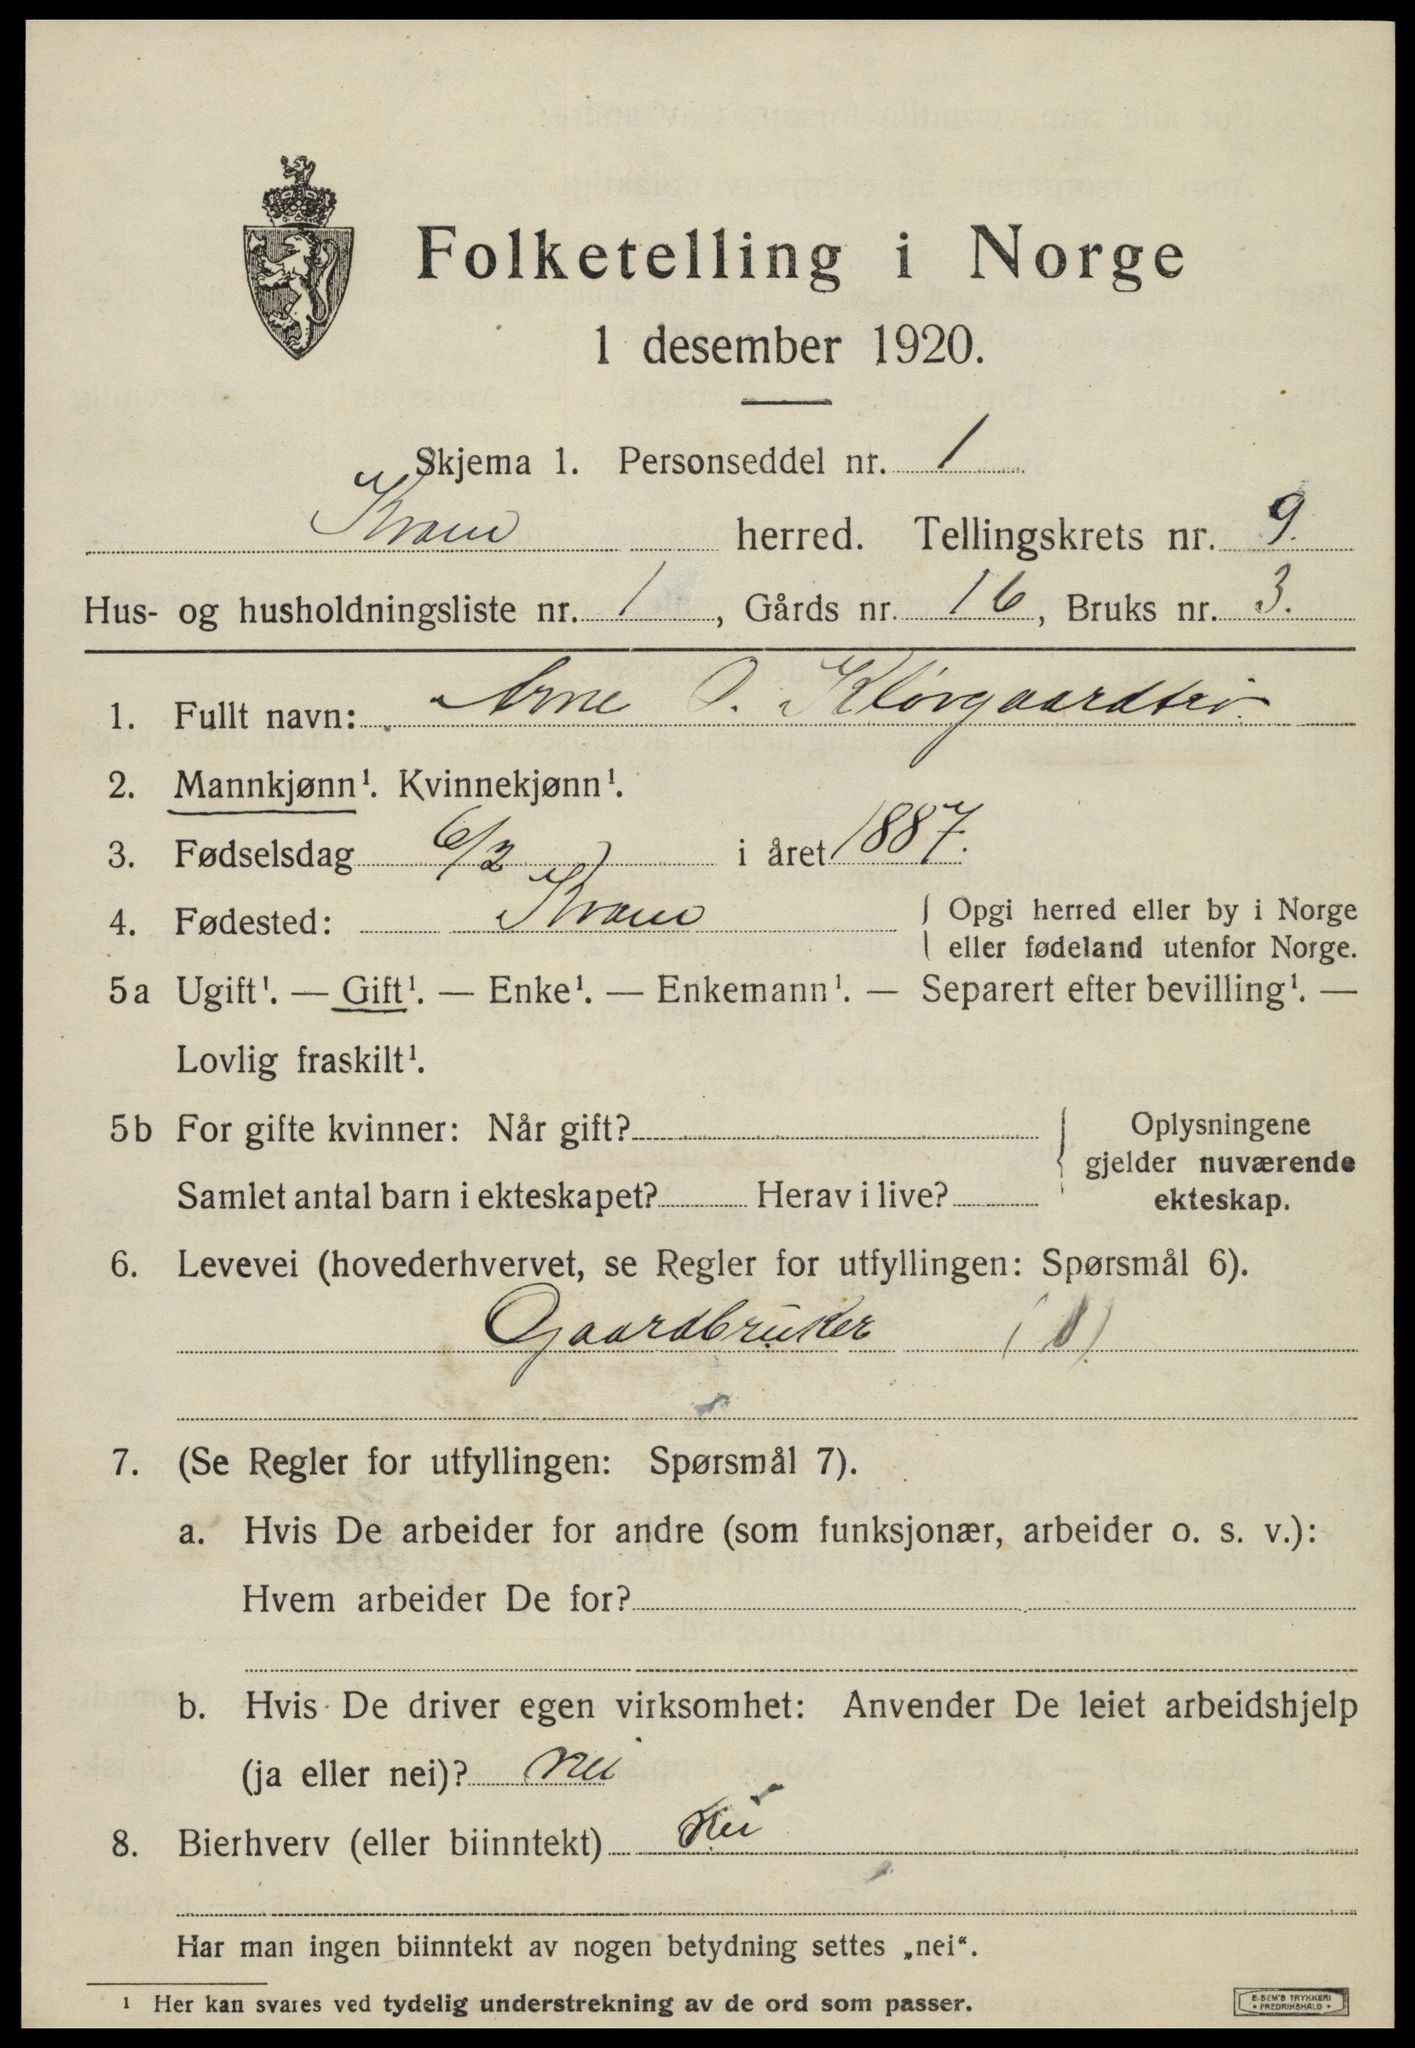 Folketelling i Norge
1 desember 1920.
Skjema 1. Personseddel nr. 1
Kvam herred. Tellingskrets nr. 9.
Hus- og husholdningsliste nr. 1, Gårds nr. 16, Bruks nr. 3.
1. Fullt navn: Arne O. Kløvgaardtrø.
2. Mannkjønn¹. Kvinnekjønn¹.
3. Fødselsdag 6/2 i året 1887.
4. Fødested: Kvam { Opgi herred eller by i Norge
eller fødeland utenfor Norge.
5a Ugift¹. — Gift¹. — Enke¹. — Enkemann¹. — Separert efter bevilling¹. —
Lovlig fraskilt¹.
5b For gifte kvinner: Når gift? { Oplysningene
gjelder nuværende
Samlet antal barn i ekteskapet? Herav i live? ekteskap.
6. Levevei (hovederhvervet, se Regler for utfyllingen: Spørsmål 6).
Gaardbruker
7. (Se Regler for utfyllingen: Spørsmål 7).
a. Hvis De arbeider for andre (som funksjonær, arbeider o. s. v.):
Hvem arbeider De for?
b. Hvis De driver egen virksomhet: Anvender De leiet arbeidshjelp
(ja eller nei)? nei
8. Bierhverv (eller biinntekt) Nei
Har man ingen biinntekt av nogen betydning settes „nei“.
¹ Her kan svares ved tydelig understrekning av de ord som passer.
E. SEM'S TRYKKERI
• FREDRIKSHALD •